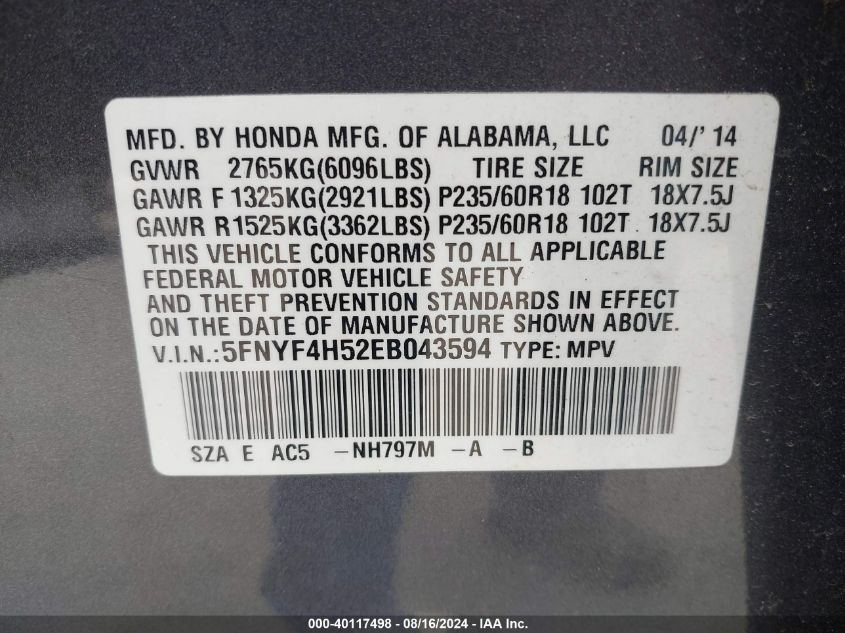 MFD. BY HONDA MFG. OF ALABAMA, LLC 04/'14
GVWR 2765KG(6096LBS) TIRE SIZE RIM SIZE
GAWR F 1325KG(2921LBS) P235/60R18 102T 18X7.5J
GAWR R 1525KG(3362LBS) P235/60R18 102T 18X7.5J
THIS VEHICLE CONFORMS TO ALL APPLICABLE
FEDERAL MOTOR VEHICLE SAFETY
AND THEFT PREVENTION STANDARDS IN EFFECT
ON THE DATE OF MANUFACTURE SHOWN ABOVE.
V.I.N.:5FNYF4H52EB043594 TYPE: MPV
SZA E AC5 -NH797M -A -B
000-40117498 - 08/16/2024 - IAA Inc.